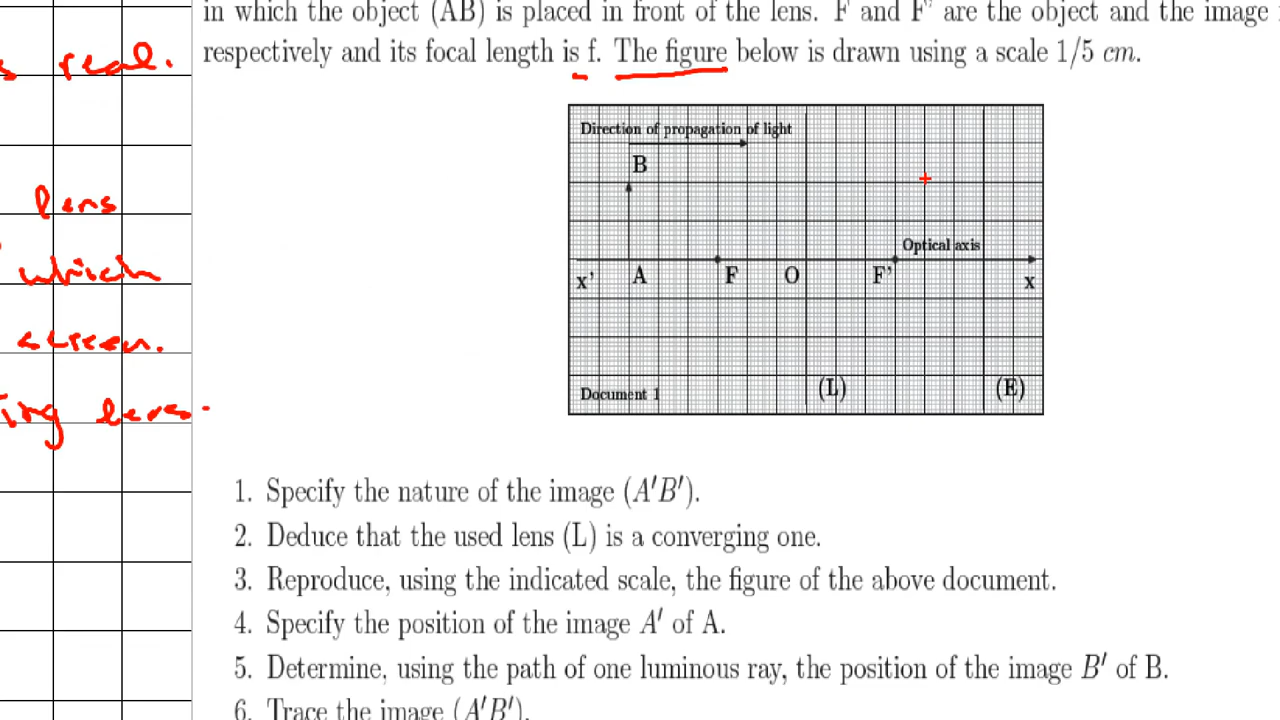 in which the object (AB) is placed in front of the lens. F and F' are the object and the image
s real.
respectively and its focal length is f. The figure below is drawn using a scale 1/5 cm.
Direction of propagation of light
B
lens
Optical axis
which
x' A F O F' x
screen.
Document 1 (L) (E)
ing lens.
1. Specify the nature of the image (A'B').
2. Deduce that the used lens (L) is a converging one.
3. Reproduce, using the indicated scale, the figure of the above document.
4. Specify the position of the image A' of A.
5. Determine, using the path of one luminous ray, the position of the image B' of B.
6. Trace the image (A'B').